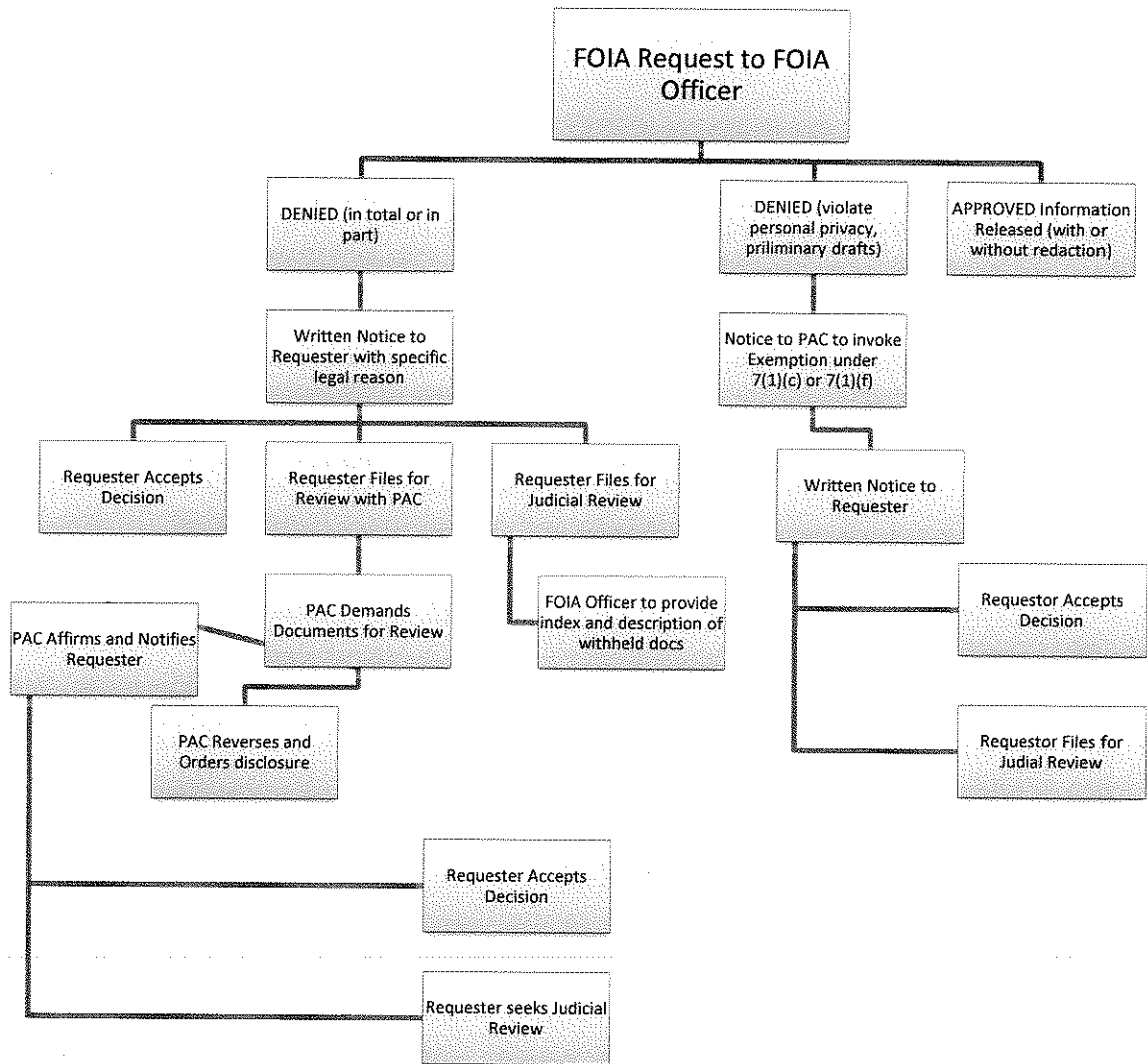 FOIA Request to FOIA
Officer
DENIED (in total or in
part)
DENIED (violate
personal privacy,
priliminary drafts)
APPROVED Information
Released (with or
without redaction)
Written Notice to
Requester with specific
legal reason
Notice to PAC to invoke
Exemption under
7(1)(c) or 7(1)(f)
Requester Accepts
Decision
Requester Files for
Review with PAC
Requester Files for
Judicial Review
Written Notice to
Requester
PAC Affirms and Notifies
Requester
PAC Demands
Documents for Review
FOIA Officer to provide
index and description of
withheld docs
Requestor Accepts
Decision
PAC Reverses and
Orders disclosure
Requestor Files for
Judial Review
Requester Accepts
Decision
Requester seeks Judicial
Review